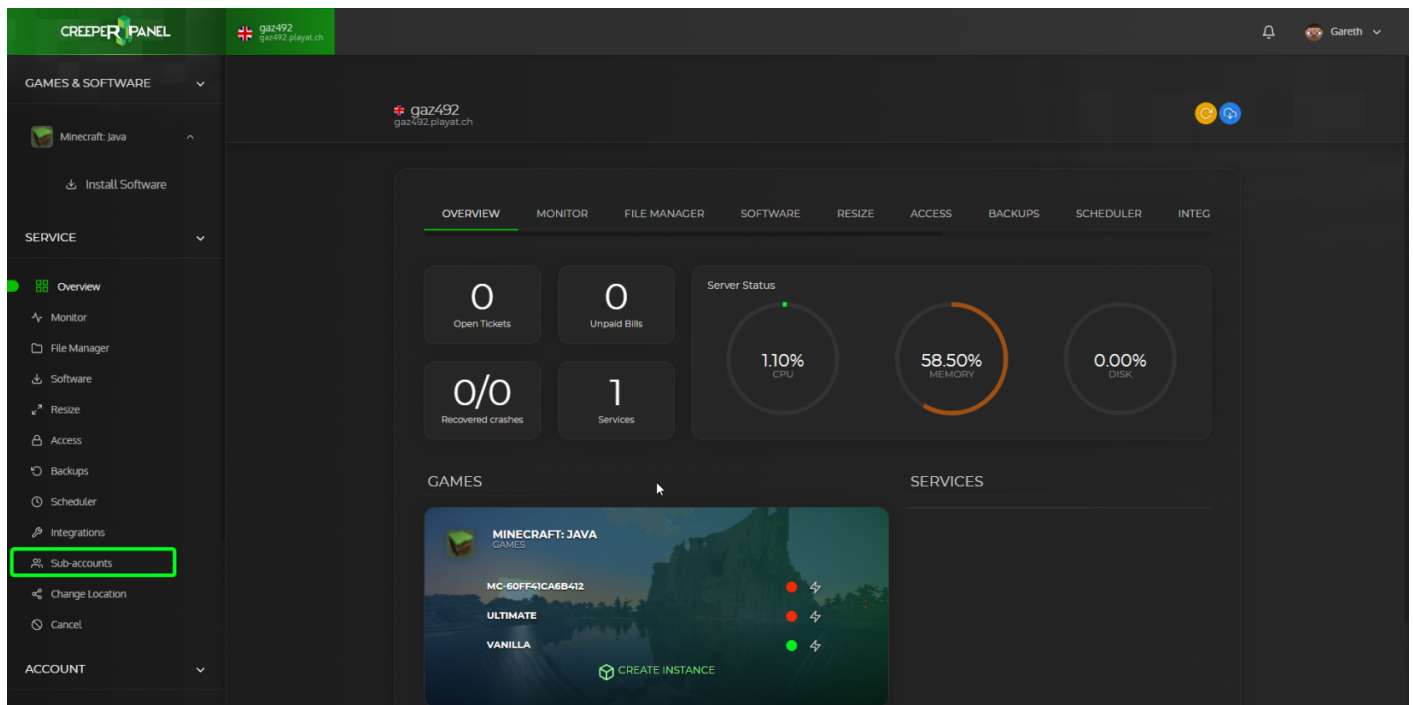 CREEPER PANEL
gaz492
gaz492.playat.ch
Gareth
GAMES & SOFTWARE
Minecraft: Java
Install Software
SERVICE
Overview
Monitor
File Manager
Software
Resize
Access
Backups
Scheduler
Integrations
Sub-accounts
Change Location
Cancel
ACCOUNT
gaz492
gaz492.playat.ch
OVERVIEW MONITOR FILE MANAGER SOFTWARE RESIZE ACCESS BACKUPS SCHEDULER INTEG
0
Open Tickets
0
Unpaid Bills
0/0
Recovered crashes
1
Services
Server Status
1.10%
CPU
58.50%
MEMORY
0.00%
DISK
GAMES
MINECRAFT: JAVA
GAMES
MC-60FF41CA6B412
ULTIMATE
VANILLA
CREATE INSTANCE
SERVICES